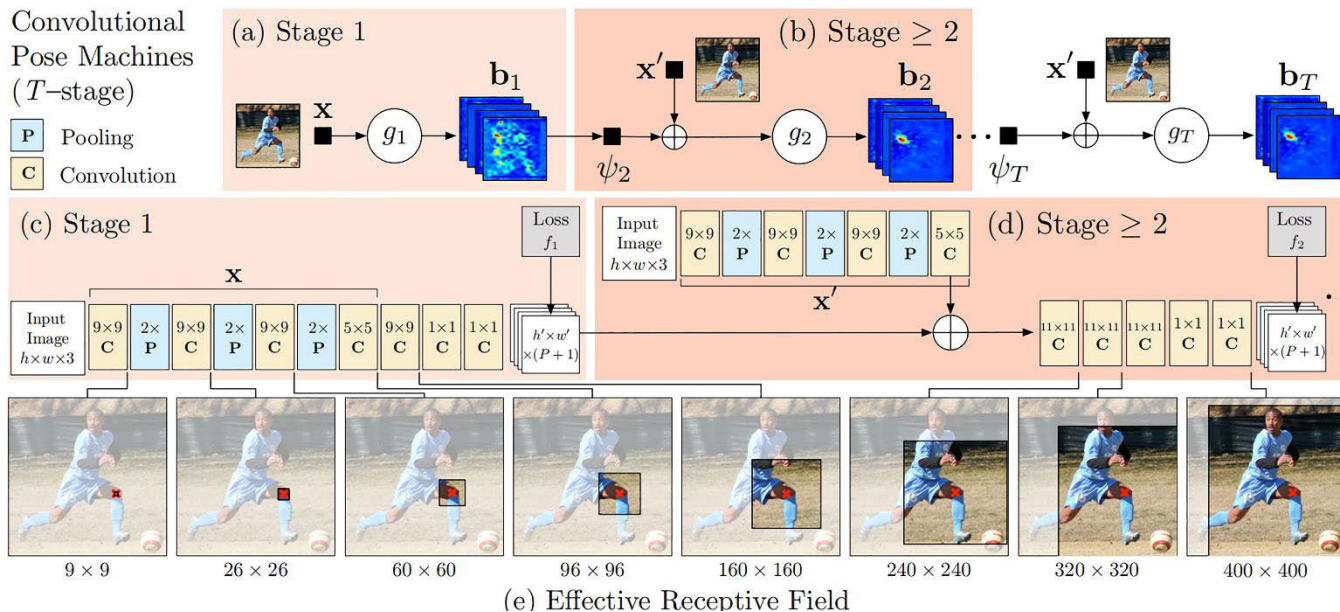 Convolutional
Pose Machines
(T–stage)
P Pooling
C Convolution
(a) Stage 1
x
g₁
b₁
(b) Stage ≥ 2
x′
ψ₂
g₂
b₂
x′
ψ_T
g_T
b_T
(c) Stage 1
x
Loss
f₁
Input
Image
h×w×3
9×9
C
2×
P
9×9
C
2×
P
9×9
C
2×
P
5×5
C
9×9
C
1×1
C
1×1
C
h′×w′
×(P+1)
(d) Stage ≥ 2
Input
Image
h×w×3
9×9
C
2×
P
9×9
C
2×
P
9×9
C
2×
P
5×5
C
x′
Loss
f₂
11×11
C
11×11
C
11×11
C
1×1
C
1×1
C
h′×w′
×(P+1)
9 × 9
26 × 26
60 × 60
96 × 96
160 × 160
240 × 240
320 × 320
400 × 400
(e) Effective Receptive Field